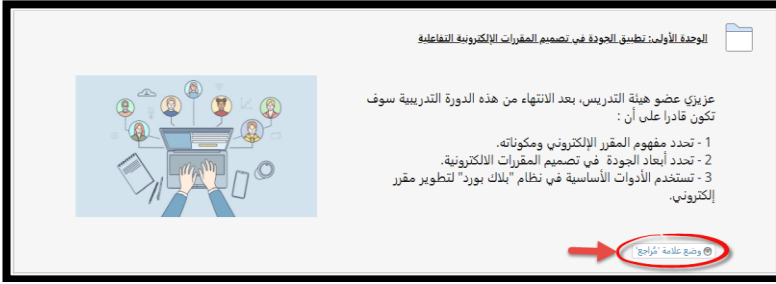 الوحدة الأولى: تطبيق الجودة في تصميم المقررات الإلكترونية التفاعلية
عزيزي عضو هيئة التدريس، بعد الانتهاء من هذه الدورة التدريبية سوف
تكون قادرا على أن :
1 - تحدد مفهوم المقرر الإلكتروني ومكوناته.
2 - تحدد أبعاد الجودة في تصميم المقررات الالكترونية.
3 - تستخدم الأدوات الأساسية في نظام "بلاك بورد" لتطوير مقرر
إلكتروني.
وضع علامة 'مُراجع'